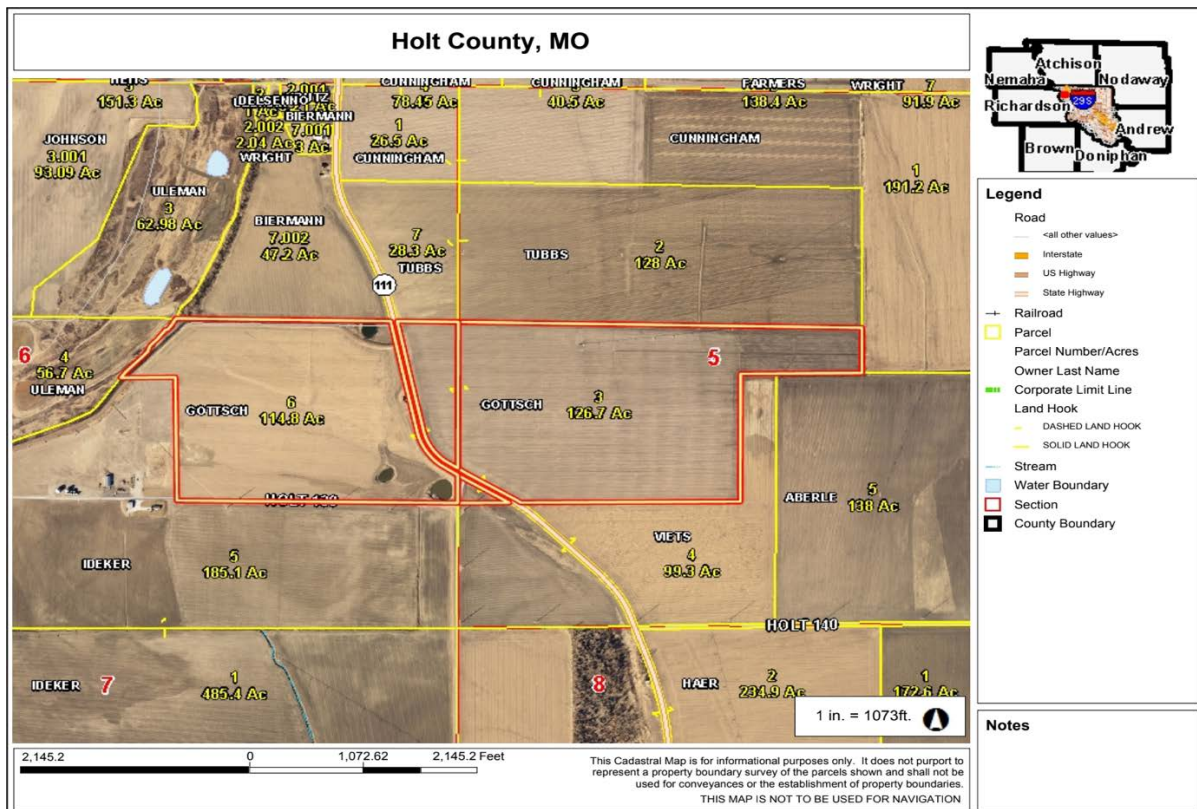 Holt County, MO
CUNNINGHAM
78.45 Ac
CUNNINGHAM
40.5 Ac
FARMERS
138.4 Ac
WRIGHT
7
91.9 Ac
151.3 Ac
JOHNSON
3.001
93.09 Ac
2.002
2.04 Ac
WRIGHT
BIERMANN
7.001
1
26.5 Ac
CUNNINGHAM
CUNNINGHAM
1
191.2 Ac
ULEMAN
3
62.98 Ac
BIERMANN
7.002
47.2 Ac
7
28.3 Ac
TUBBS
TUBBS
2
128 Ac
111
6
4
56.7 Ac
ULEMAN
GOTTSCH
6
114.8 Ac
GOTTSCH
3
126.7 Ac
5
ABERLE
5
138 Ac
VIETS
4
99.3 Ac
IDEKER
5
185.1 Ac
HOLT 140
IDEKER
7
1
485.4 Ac
8
HAER
2
234.9 Ac
1
172.6 Ac
1 in. = 1073ft.
Atchison
Nemaha
Nodaway
Richardson
29S
Andrew
Brown
Doniphan
Legend
Road
<all other values>
Interstate
US Highway
State Highway
Railroad
Parcel
Parcel Number/Acres
Owner Last Name
Corporate Limit Line
Land Hook
DASHED LAND HOOK
SOLID LAND HOOK
Stream
Water Boundary
Section
County Boundary
Notes
2,145.2 0 1,072.62 2,145.2 Feet
This Cadastral Map is for informational purposes only. It does not purport to
represent a property boundary survey of the parcels shown and shall not be
used for conveyances or the establishment of property boundaries.
THIS MAP IS NOT TO BE USED FOR NAVIGATION